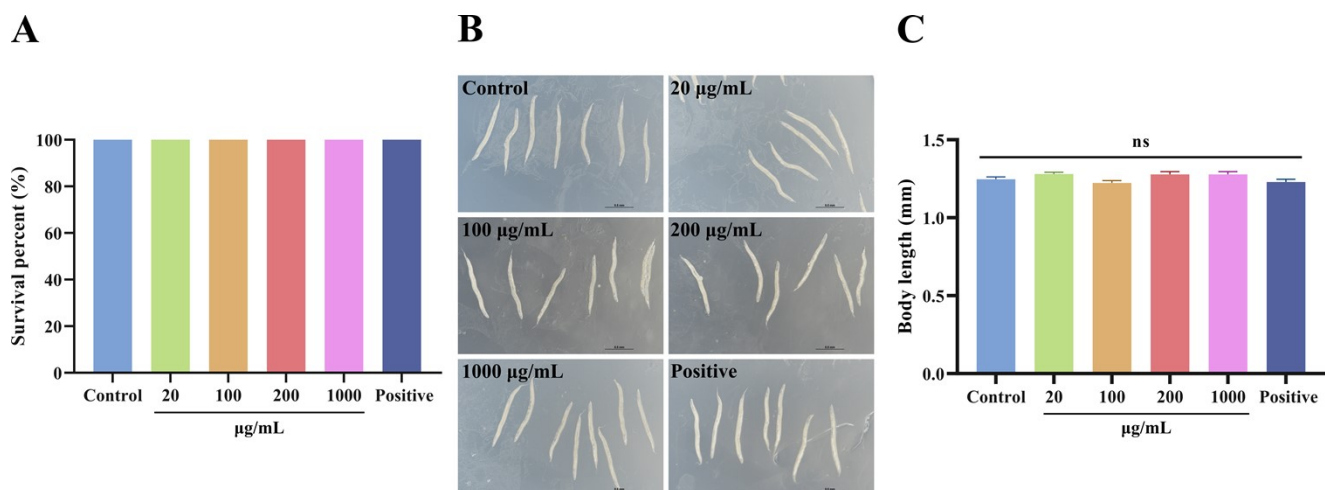 A
B
C
Survival percent (%)
100
80
60
40
20
0
Control
20
100
200
1000
Positive
µg/mL
Control
20 µg/mL
100 µg/mL
200 µg/mL
1000 µg/mL
Positive
Body length (mm)
1.5
1.0
0.5
0.0
ns
Control
20
100
200
1000
Positive
µg/mL